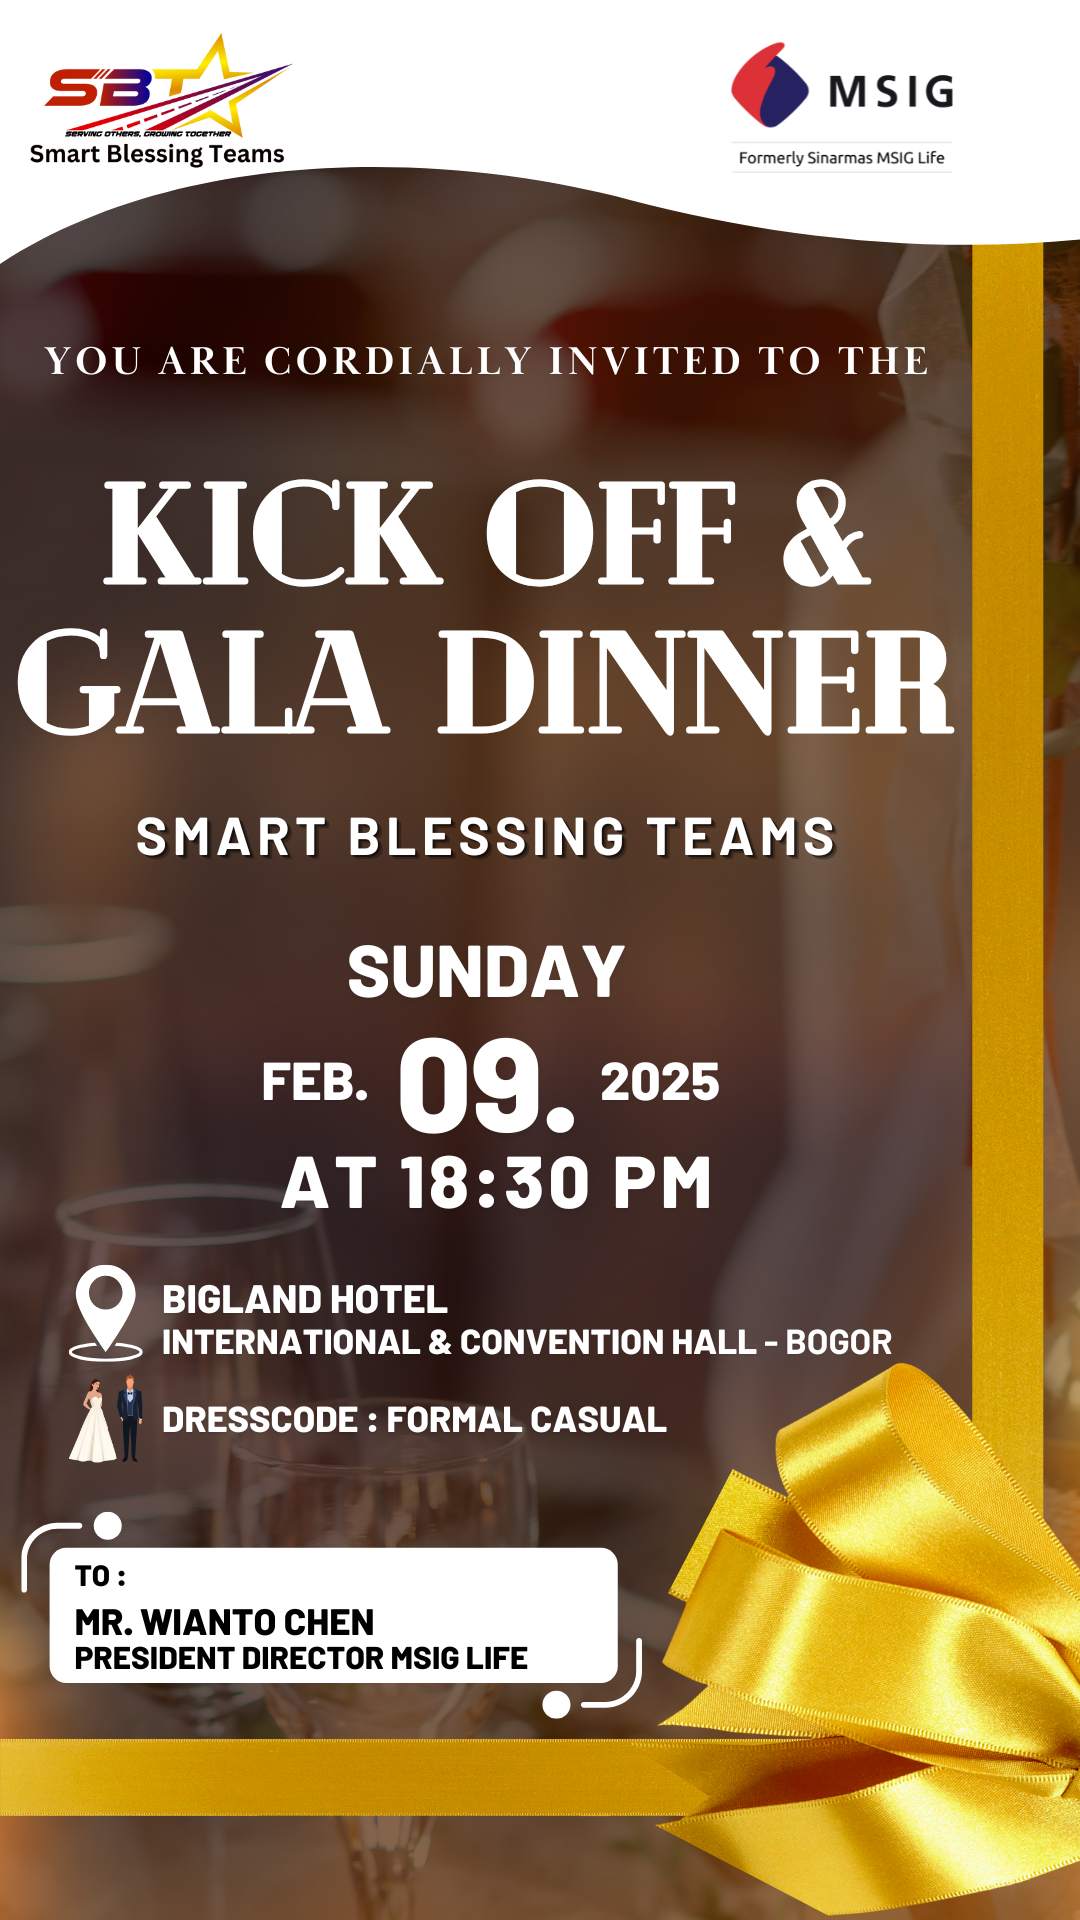 SBT
SERVING OTHERS, GROWING TOGETHER
Smart Blessing Teams
MSIG
Formerly Sinarmas MSIG Life
YOU ARE CORDIALLY INVITED TO THE
KICK OFF &
GALA DINNER
SMART BLESSING TEAMS
SUNDAY
FEB. 09. 2025
AT 18:30 PM
BIGLAND HOTEL
INTERNATIONAL & CONVENTION HALL - BOGOR
DRESSCODE : FORMAL CASUAL
TO :
MR. WIANTO CHEN
PRESIDENT DIRECTOR MSIG LIFE